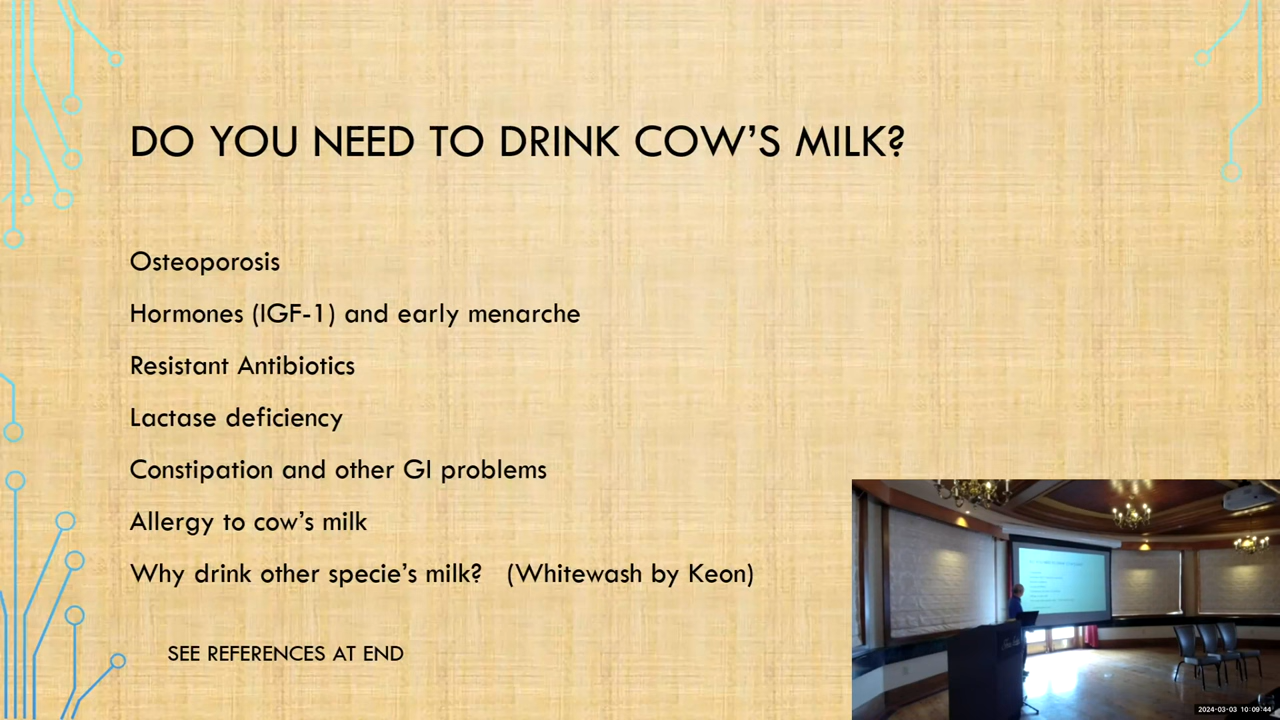 DO YOU NEED TO DRINK COW'S MILK?
Osteoporosis
Hormones (IGF-1) and early menarche
Resistant Antibiotics
Lactase deficiency
Constipation and other GI problems
Allergy to cow's milk
Why drink other specie's milk? (Whitewash by Keon)
SEE REFERENCES AT END
2024-03-03 10:09:44